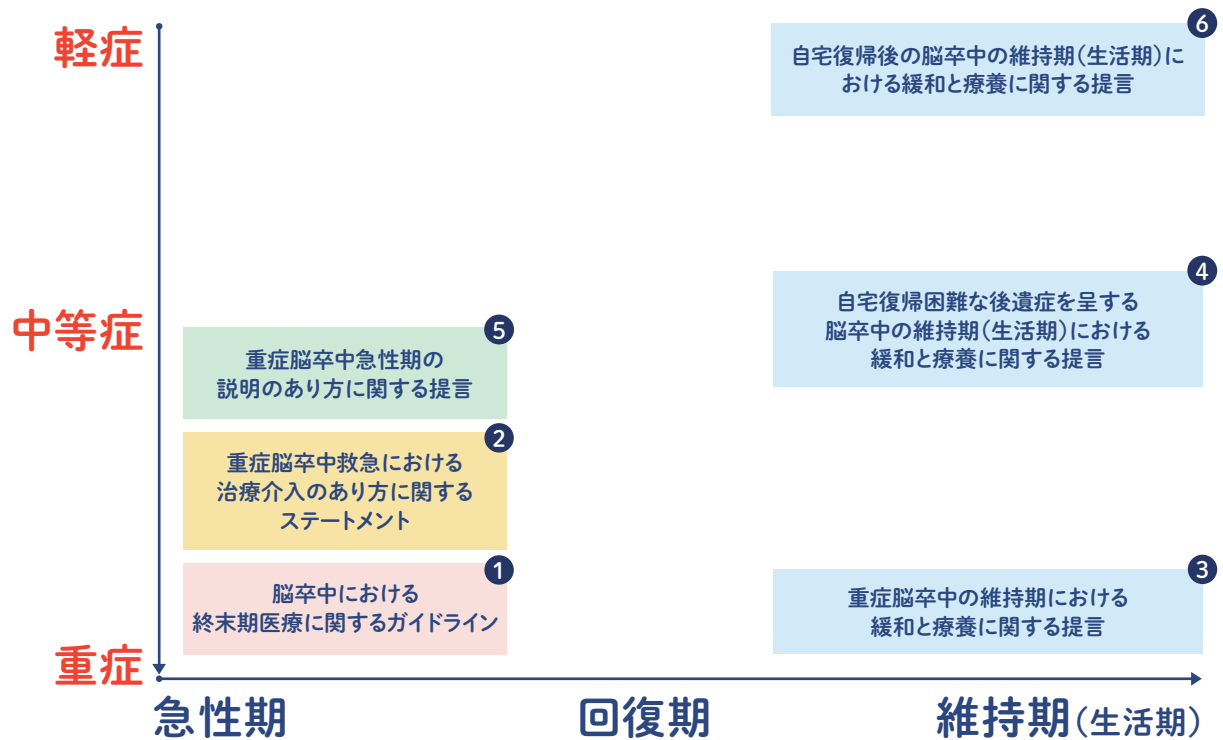 軽症
6
自宅復帰後の脳卒中の維持期（生活期）に
おける緩和と療養に関する提言
中等症
4
自宅復帰困難な後遺症を呈する
脳卒中の維持期（生活期）における
緩和と療養に関する提言
5
重症脳卒中急性期の
説明のあり方に関する提言
2
重症脳卒中救急における
治療介入のあり方に関する
ステートメント
1
脳卒中における
終末期医療に関するガイドライン
3
重症脳卒中の維持期における
緩和と療養に関する提言
重症
急性期
回復期
維持期（生活期）